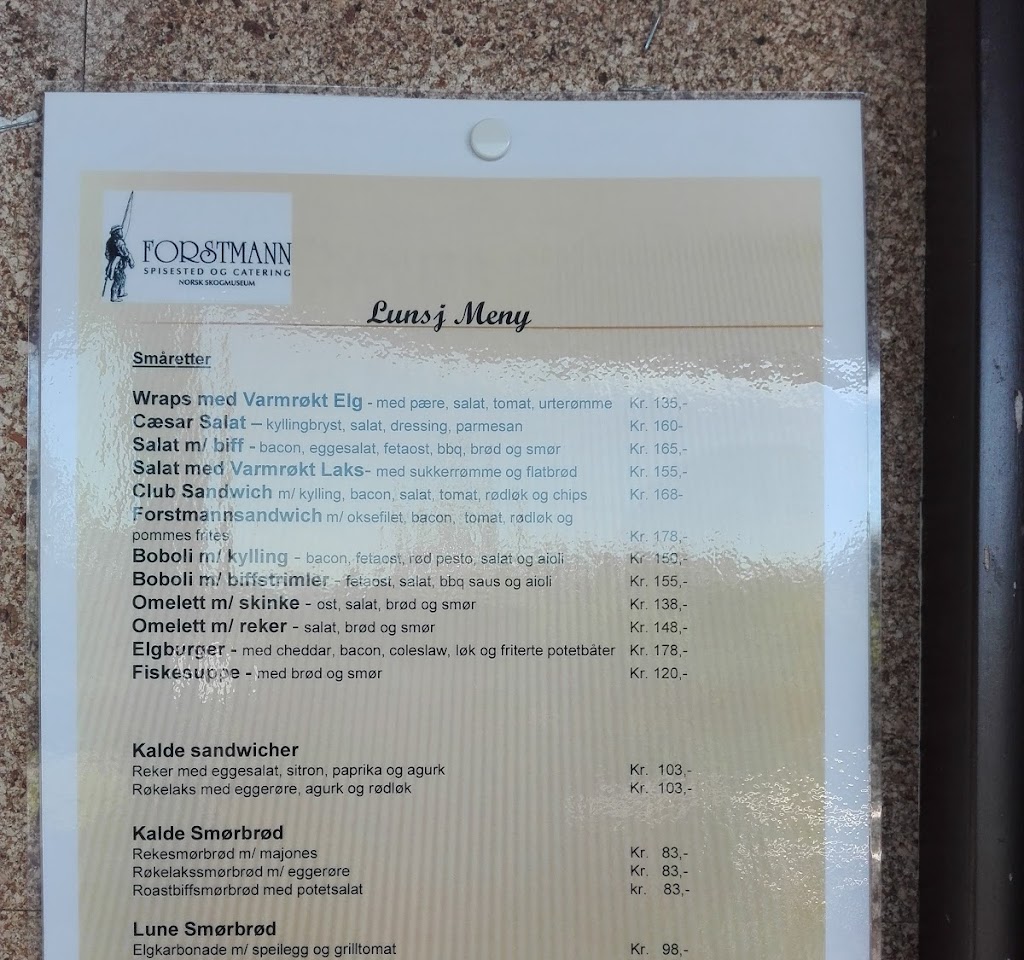 FORSTMANN
SPISESTED OG CATERING
NORSK SKOGMUSEUM
Lunsj Meny
Småretter
Wraps med Varmrøkt Elg - med pære, salat, tomat, urterømme Kr. 135,-
Cæsar Salat – kyllingbryst, salat, dressing, parmesan Kr. 160-
Salat m/ biff - bacon, eggesalat, fetaost, bbq, brød og smør Kr. 165,-
Salat med Varmrøkt Laks- med sukkerrømme og flatbrød Kr. 155,-
Club Sandwich m/ kylling, bacon, salat, tomat, rødløk og chips Kr. 168-
Forstmannsandwich m/ oksefilet, bacon, tomat, rødløk og
pommes frites Kr. 178,-
Boboli m/ kylling - bacon, fetaost, rød pesto, salat og aioli Kr
Boboli m/ biffstrimler - fetaost, salat, bbq saus og aioli Kr. 155,-
Omelett m/ skinke - ost, salat, brød og smør Kr. 138,-
Omelett m/ reker - salat, brød og smør Kr. 148,-
Elgburger - med cheddar, bacon, coleslaw, løk og friterte potetbåter Kr. 178,-
Fiskesuppe - med brød og smør Kr. 120,-
Kalde sandwicher
Reker med eggesalat, sitron, paprika og agurk Kr. 103,-
Røkelaks med eggerøre, agurk og rødløk Kr. 103,-
Kalde Smørbrød
Rekesmørbrød m/ majones Kr. 83,-
Røkelakssmørbrød m/ eggerøre Kr. 83,-
Roastbiffsmørbrød med potetsalat kr. 83,-
Lune Smørbrød
Elgkarbonade m/ speilegg og grilltomat Kr. 98,-